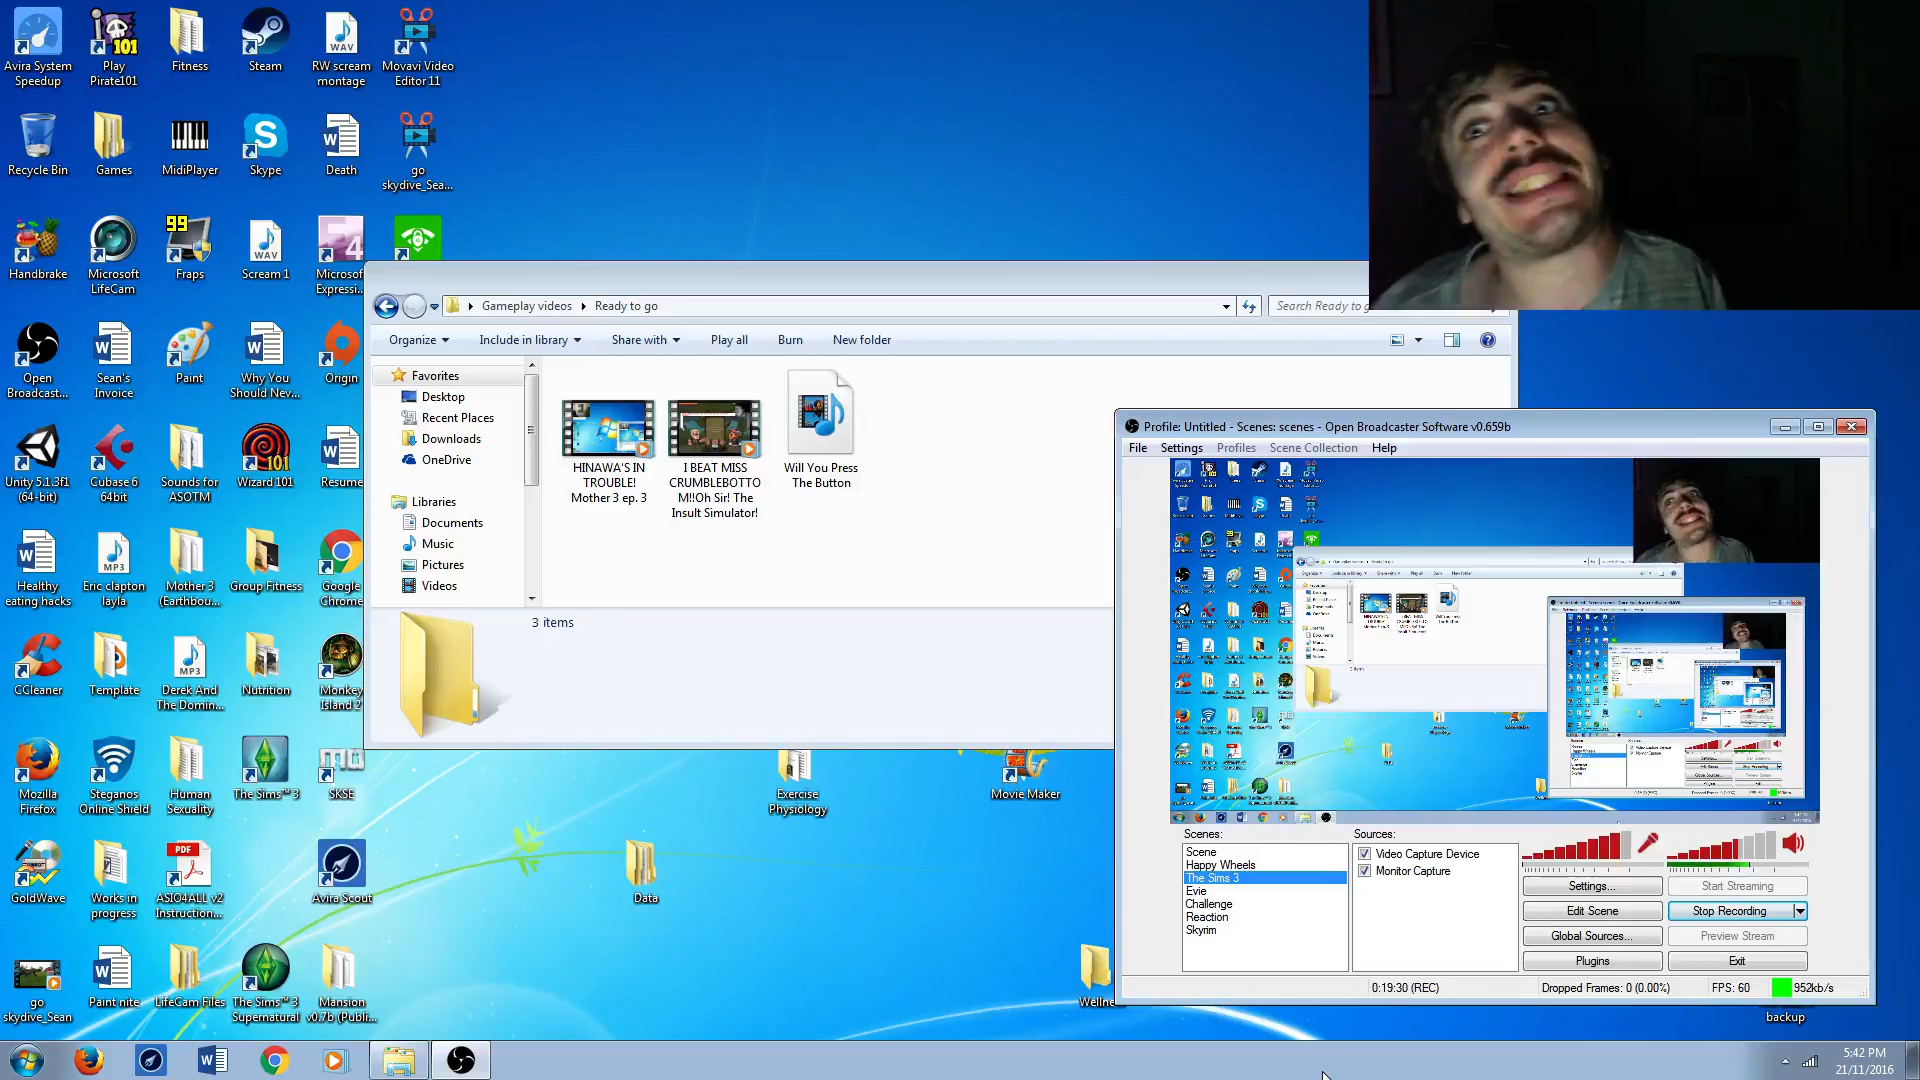 Avira System
Speedup
Play
Pirate101
Fitness
Steam
RW scream
montage
Movavi Video
Editor 11
Recycle Bin
Games
MidiPlayer
Skype
Death
go
skydive_Sea...
Handbrake
Microsoft
LifeCam
99
Fraps
WAV
Scream 1
Microsof
Expressi...
Open
Broadcast...
Sean's
Invoice
Paint
Why You
Should Nev...
Origin
Unity 5.1.3f1
(64-bit)
Cubase 6
64bit
Sounds for
ASOTM
Wizard 101
Resume
Healthy
eating hacks
MP3
Eric clapton
layla
Mother 3
(Earthbou...
Group Fitness
Google
Chrome
CCleaner
Template
MP3
Derek And
The Domin...
Nutrition
Monkey
Island 2
Mozilla
Firefox
Steganos
Online Shield
Human
Sexuality
The Sims™ 3
SKSE
GoldWave
Works in
progress
PDF
ASIO4ALL v2
Instruction...
Avira Scout
go
skydive_Sean
Paint nite
LifeCam Files
The Sims™ 3
Supernatural
Mansion
v0.7b (Publi...
Exercise
Physiology
Movie Maker
Data
Wellne
backup
Gameplay videos
Ready to go
Search Ready to g
Organize
Include in library
Share with
Play all
Burn
New folder
Favorites
Desktop
Recent Places
Downloads
OneDrive
Libraries
Documents
Music
Pictures
Videos
HINAWA'S IN
TROUBLE!
Mother 3 ep. 3
I BEAT MISS
CRUMBLEBOTTO
M!!Oh Sir! The
Insult Simulator!
Will You Press
The Button
3 items
Profile: Untitled - Scenes: scenes - Open Broadcaster Software v0.659b
File Settings Profiles Scene Collection Help
Scenes:
Scene
Happy Wheels
The Sims 3
Evie
Challenge
Reaction
Skyrim
Sources:
Video Capture Device
Monitor Capture
Settings...
Start Streaming
Edit Scene
Stop Recording
Global Sources...
Preview Stream
Plugins
Exit
0:19:30 (REC)
Dropped Frames: 0 (0.00%)
FPS: 60
952kb/s
5:42 PM
21/11/2016